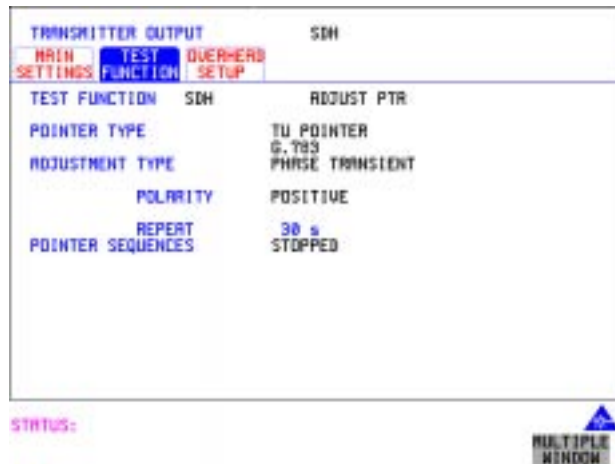 TRANSMITTER OUTPUT SDH
MAIN SETTINGS TEST FUNCTION OVERHEAD SETUP
TEST FUNCTION SDH ADJUST PTR
POINTER TYPE TU POINTER
G.783
ADJUSTMENT TYPE PHASE TRANSIENT
POLARITY POSITIVE
REPEAT 30 s
POINTER SEQUENCES STOPPED
STATUS:
MULTIPLE
WINDOW